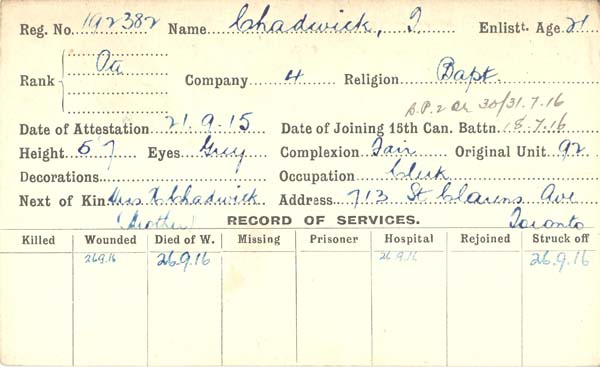 Reg. No. 192382 Name Chadwick, J Enlistt. Age 21
Rank Pte Company 4 Religion Bapt.
B.P.2 Or 30/31.7.16
Date of Attestation 21.9.15 Date of Joining 15th Can. Battn. 18.7.16
Height 5 7 Eyes Grey Complexion Fair Original Unit 92
Decorations Occupation Clerk
Next of Kin Mrs Chadwick Address 713 St Clarens Ave
(Mother) RECORD OF SERVICES. Toronto
Killed Wounded Died of W. Missing Prisoner Hospital Rejoined Struck off
26.9.16 26.9.16 26.9.16 26.9.16